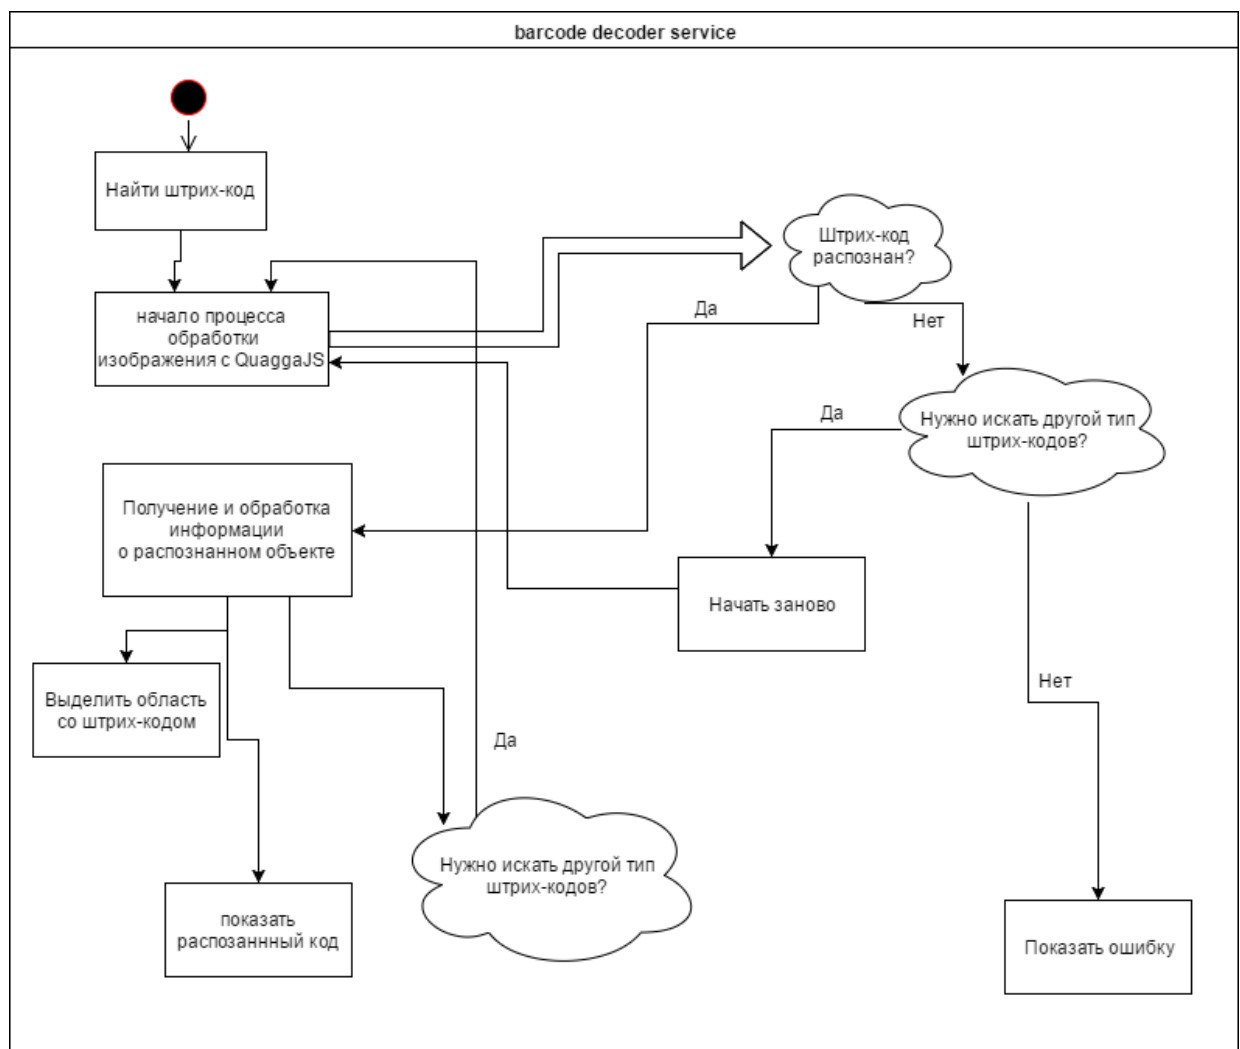 barcode decoder service
Найти штрих-код
Штрих-код
распознан?
начало процесса
обработки
изображения с QuaggaJS
Да
Нет
Да
Нужно искать другой тип
штрих-кодов?
Получение и обработка
информации
о распознанном объекте
Начать заново
Выделить область
со штрих-кодом
Нет
Да
Нужно искать другой тип
штрих-кодов?
показать
распозаннный код
Показать ошибку